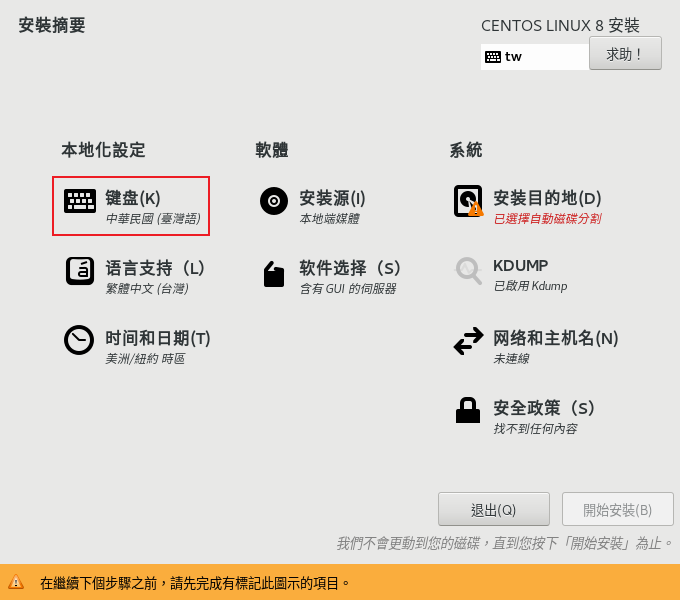 安裝摘要
CENTOS LINUX 8 安裝
tw
求助！
本地化設定
軟體
系統
键盘(K)
中華民國 (臺灣語)
安装源(I)
本地端媒體
安装目的地(D)
已選擇自動磁碟分割
语言支持（L）
繁體中文 (台灣)
软件选择（S）
含有 GUI 的伺服器
KDUMP
已啟用 Kdump
时间和日期(T)
美洲/紐約 時區
网络和主机名(N)
未連線
安全政策（S）
找不到任何內容
退出(Q)
開始安裝(B)
我們不會更動到您的磁碟，直到您按下「開始安裝」為止。
在繼續下個步驟之前，請先完成有標記此圖示的項目。